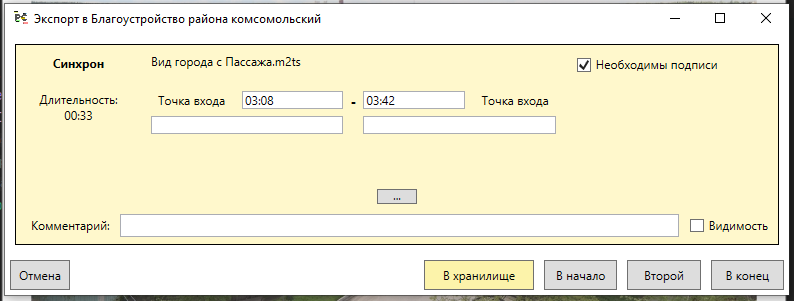 Экспорт в Благоустройство района комсомольский
Синхрон
Вид города с Пассажа.m2ts
Необходимы подписи
Длительность:
00:33
Точка входа
03:08
-
03:42
Точка входа
...
Комментарий:
Видимость
Отмена
В хранилище
В начало
Второй
В конец